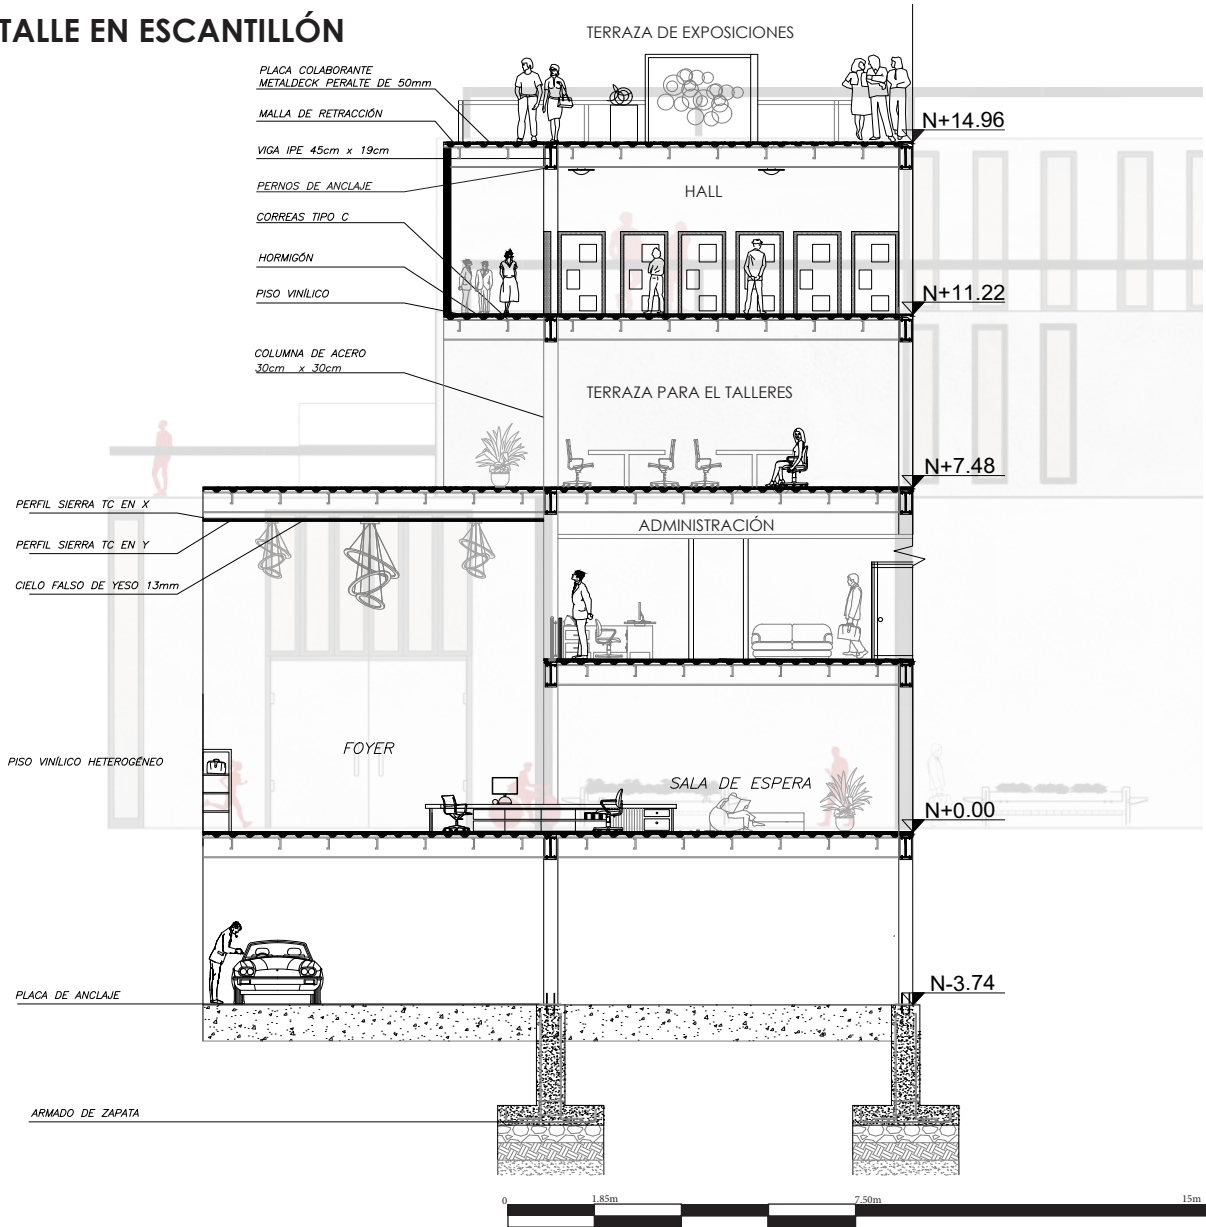 TALLE EN ESCANTILLÓN
TERRAZA DE EXPOSICIONES
PLACA COLABORANTE
METALDECK PERALTE DE 50mm
MALLA DE RETRACCIÓN
N+14.96
VIGA IPE 45cm x 19cm
PERNOS DE ANCLAJE
HALL
CORREAS TIPO C
HORMIGÓN
PISO VINÍLICO
N+11.22
COLUMNA DE ACERO
30cm x 30cm
TERRAZA PARA EL TALLERES
N+7.48
PERFIL SIERRA TC EN X
ADMINISTRACIÓN
PERFIL SIERRA TC EN Y
CIELO FALSO DE YESO 13mm
FOYER
PISO VINÍLICO HETEROGÉNEO
SALA DE ESPERA
N+0.00
N-3.74
PLACA DE ANCLAJE
ARMADO DE ZAPATA
0 1.85m 7.50m 15m